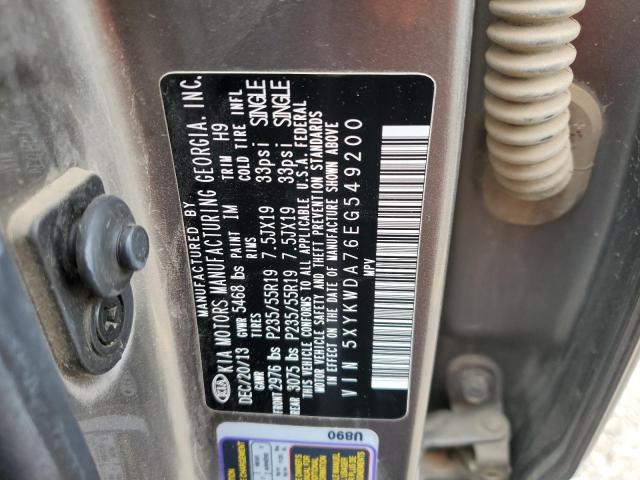 MANUFACTURED BY
KIA MOTORS MANUFACTURING GEORGIA, INC.
DEC/20/13 PAINT IM TRIM H9
GVWR 5468 lbs
GAWR TIRES RIMS COLD TIRE INFL
FRONT 2976 lbs P235/55R19 7.5JX19 33psi SINGLE
REAR 3075 lbs P235/55R19 7.5JX19 33psi SINGLE
THIS VEHICLE CONFORMS TO ALL APPLICABLE U.S.A. FEDERAL
MOTOR VEHICLE SAFETY AND THEFT PREVENTION STANDARDS
IN EFFECT ON THE DATE OF MANUFACTURE SHOWN ABOVE
VIN 5XYKWDA76EG549200
MPV
KIA
U890